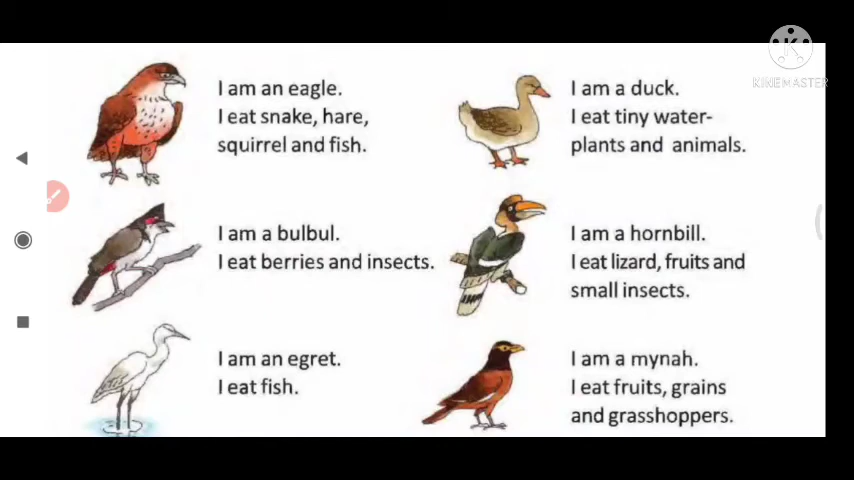 KINEMASTER
I am an eagle.
I eat snake, hare,
squirrel and fish.
I am a duck.
I eat tiny water-
plants and animals.
I am a bulbul.
I eat berries and insects.
I am a hornbill.
I eat lizard, fruits and
small insects.
I am an egret.
I eat fish.
I am a mynah.
I eat fruits, grains
and grasshoppers.